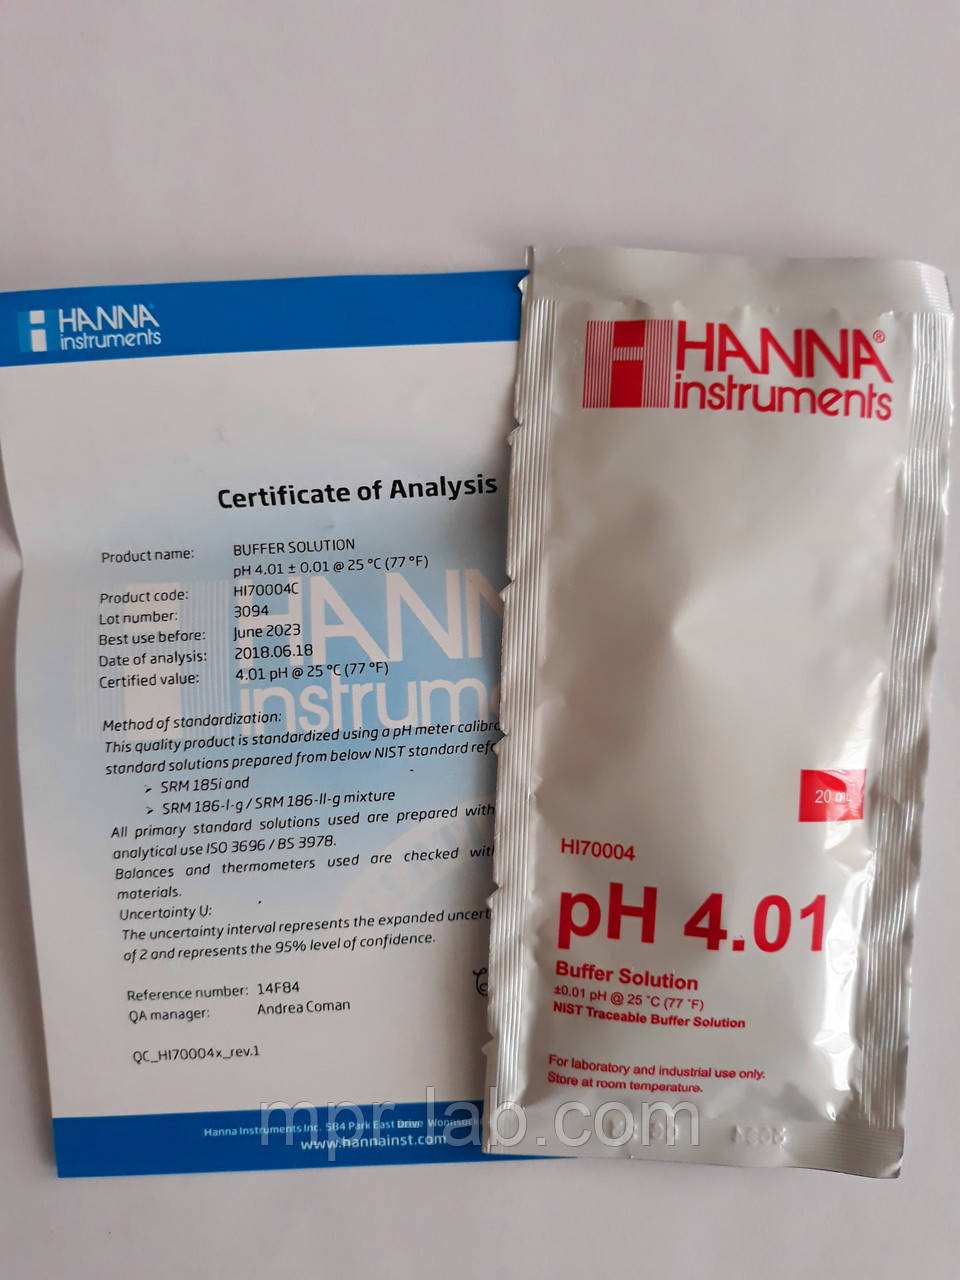 HANNA
instruments
Certificate of Analysis
Product name: BUFFER SOLUTION
pH 4.01 ± 0.01 @ 25 °C (77 °F)
Product code: HI70004C
Lot number: 3094
Best use before: June 2023
Date of analysis: 2018.06.18
Certified value: 4.01 pH @ 25 °C (77 °F)
HANN
instrum
Method of standardization:
This quality product is standardized using a pH meter calibr
standard solutions prepared from below NIST standard ref
➢ SRM 185i and
➢ SRM 186-I-g / SRM 186-II-g mixture
All primary standard solutions used are prepared with
analytical use ISO 3696 / BS 3978.
Balances and thermometers used are checked wit
materials.
Uncertainty U:
The uncertainty interval represents the expanded uncert
of 2 and represents the 95% level of confidence.
Reference number: 14F84
QA manager: Andrea Coman
QC_HI70004x_rev.1
Hanna Instruments Inc. 584 Park East Drive Woonsoc
www.hannainst.com
HANNA®
instruments
20 mL
HI70004
pH 4.01
Buffer Solution
±0.01 pH @ 25 °C (77 °F)
NIST Traceable Buffer Solution
For laboratory and industrial use only.
Store at room temperature.
mpr-lab.com